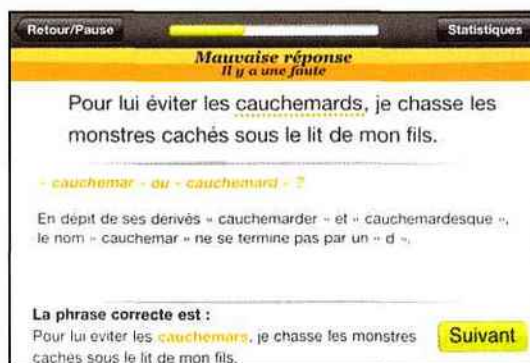 Retour/Pause
Statistiques
Mauvaise réponse
Il y a une faute
Pour lui éviter les cauchemards, je chasse les
monstres cachés sous le lit de mon fils.
- cauchemar - ou - cauchemard - ?
En dépit de ses derivés « cauchemarder » et « cauchemardesque »,
le nom « cauchemar » ne se termine pas par un « d ».
La phrase correcte est :
Pour lui eviter les cauchemars, je chasse les monstres
cachés sous le lit de mon fils.
Suivant